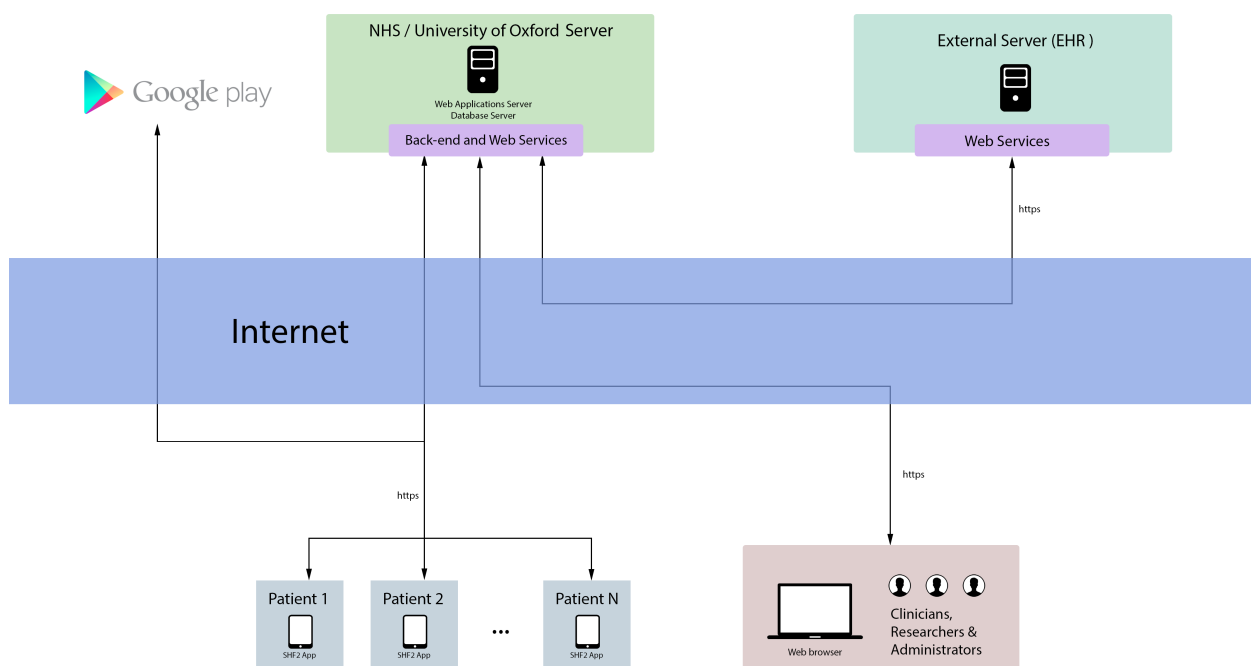 NHS / University of Oxford Server
External Server (EHR )
Google play
Web Applications Server
Database Server
Back-end and Web Services
Web Services
https
Internet
https
https
Patient 1
Patient 2
Patient N
...
SHF2 App
SHF2 App
SHF2 App
Clinicians,
Researchers &
Administrators
Web browser